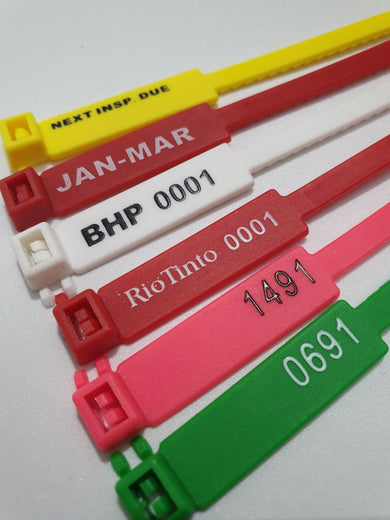 NEXT INSP. DUE
JAN-MAR
BHP 0001
RioTinto 0001
1491
0691